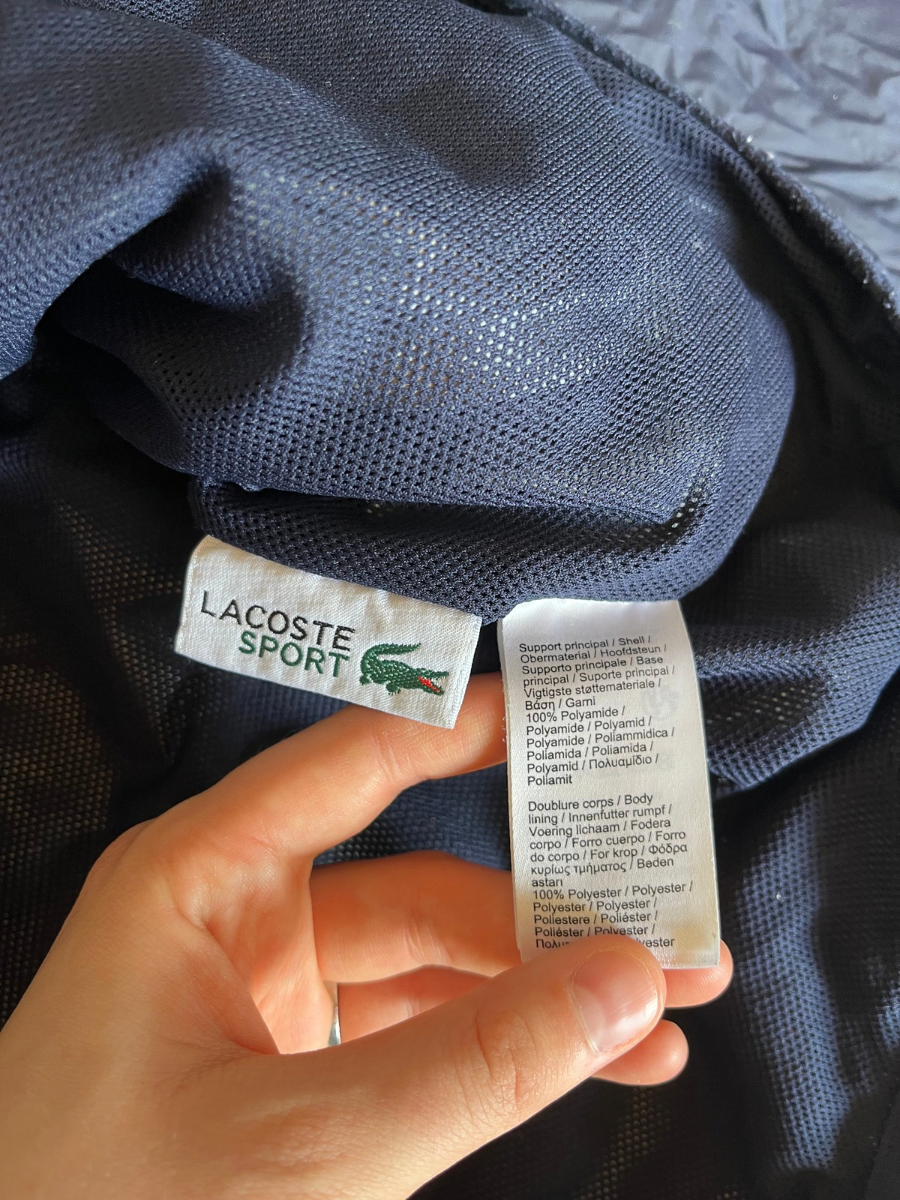 LACOSTE
SPORT
Support principal / Shell /
Obermaterial / Hoofdsteun /
Supporto principale / Base
principal / Suporte principal /
Vigtigste støttemateriale /
Βάση / Garni
100% Polyamide /
Polyamide / Polyamid /
Polyamide / Poliammidica /
Poliamida / Poliamida /
Polyamid / Πολυαμίδιο /
Poliamit
Doublure corps / Body
lining / Innenfutter rumpf /
Voering lichaam / Fodera
corpo / Forro cuerpo / Forro
do corpo / For krop / Φόδρα
κυρίως τμήματος / Beden
astarı
100% Polyester / Polyester /
Polyester / Polyester /
Poliestere / Poliéster /
Poliéster / Polyester /